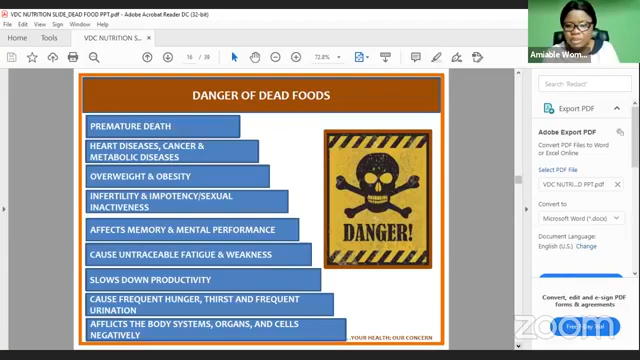 VDC NUTRITION SLIDE_DEAD FOOD PPT.pdf - Adobe Acrobat Reader DC (32-bit)
File Edit View Sign Window Help
Home Tools VDC NUTRITION SLI... ×
16 / 39 72.8%
Amiable Wom...
DANGER OF DEAD FOODS
PREMATURE DEATH
HEART DISEASES, CANCER &
METABOLIC DISEASES
OVERWEIGHT & OBESITY
INFERTILITY & IMPOTENCY/SEXUAL
INACTIVENESS
AFFECTS MEMORY & MENTAL PERFORMANCE
CAUSE UNTRACEABLE FATIGUE & WEAKNESS
SLOWS DOWN PRODUCTIVITY
CAUSE FREQUENT HUNGER, THIRST AND FREQUENT
URINATION
AFFLICTS THE BODY SYSTEMS, ORGANS, AND CELLS
NEGATIVELY
DANGER!
...YOUR HEALTH; OUR CONCERN
Search 'Redact'
Export PDF
Adobe Export PDF
Convert PDF Files to Word
or Excel Online
Select PDF File
VDC NUTRI...D PPT.pdf
Convert to
Microsoft Word (*.docx)
Document Language:
English (U.S.) Change
Convert, edit and e-sign PDF
forms & agreements
Free 7-Day Trial
zoom